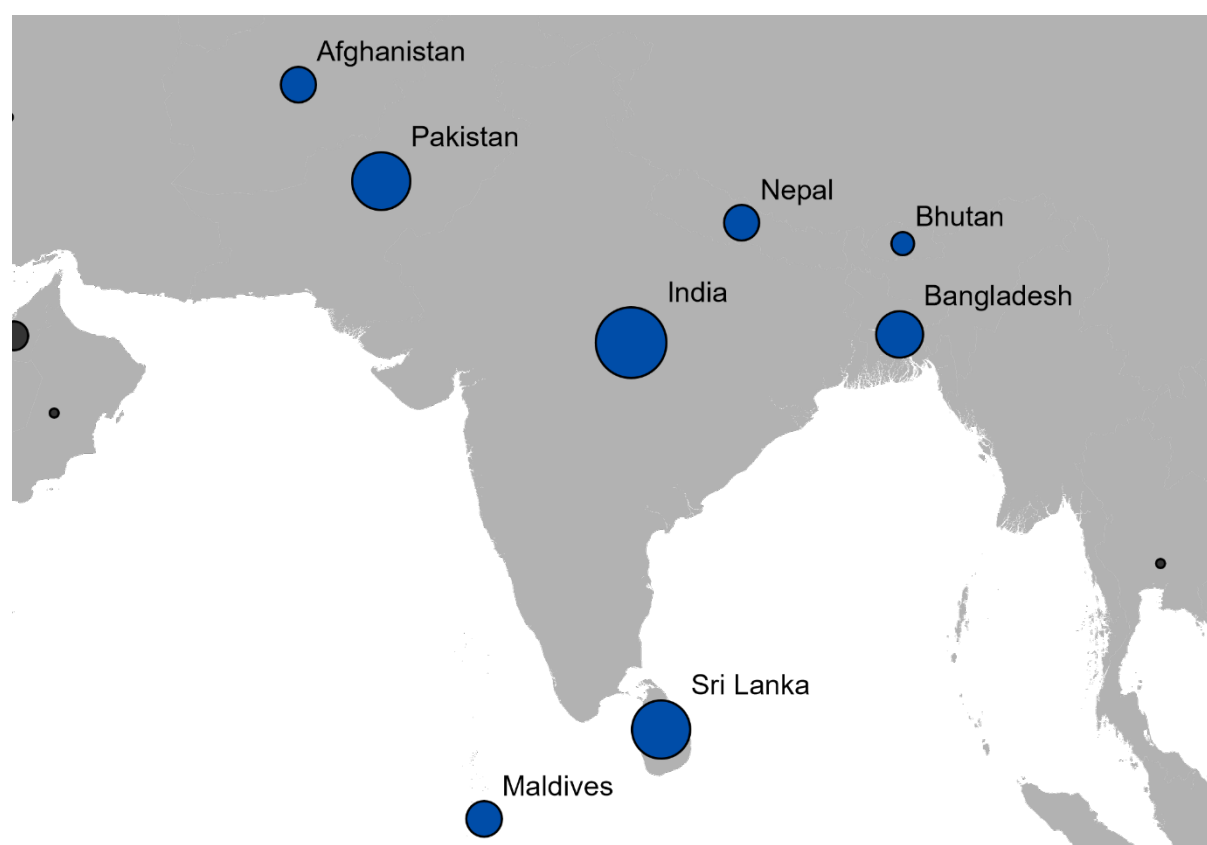 Afghanistan
Pakistan
Nepal
Bhutan
India
Bangladesh
Sri Lanka
Maldives